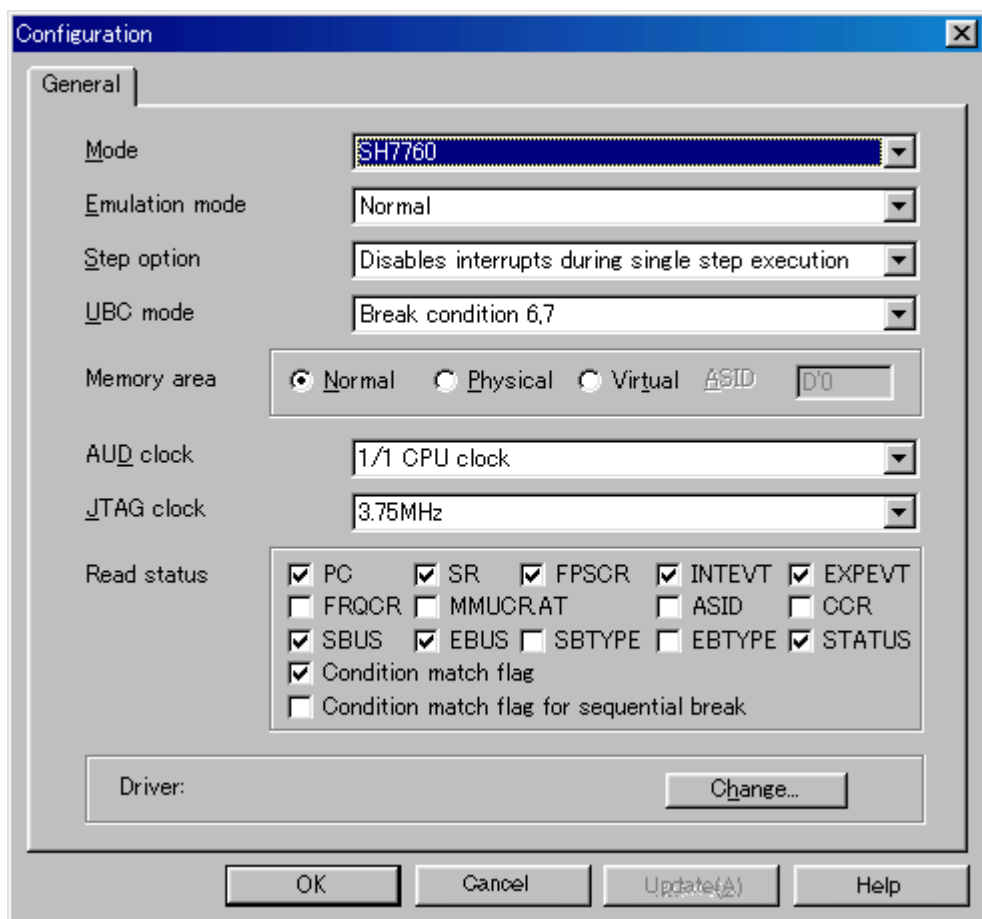 Configuration
General
Mode SH7760
Emulation mode Normal
Step option Disables interrupts during single step execution
UBC mode Break condition 6,7
Memory area Normal Physical Virtual ASID D'0
AUD clock 1/1 CPU clock
JTAG clock 3.75MHz
Read status PC SR FPSCR INTEVT EXPEVT
FRQCR MMUCR.AT ASID CCR
SBUS EBUS SBTYPE EBTYPE STATUS
Condition match flag
Condition match flag for sequential break
Driver: Change...
OK Cancel Update(A) Help